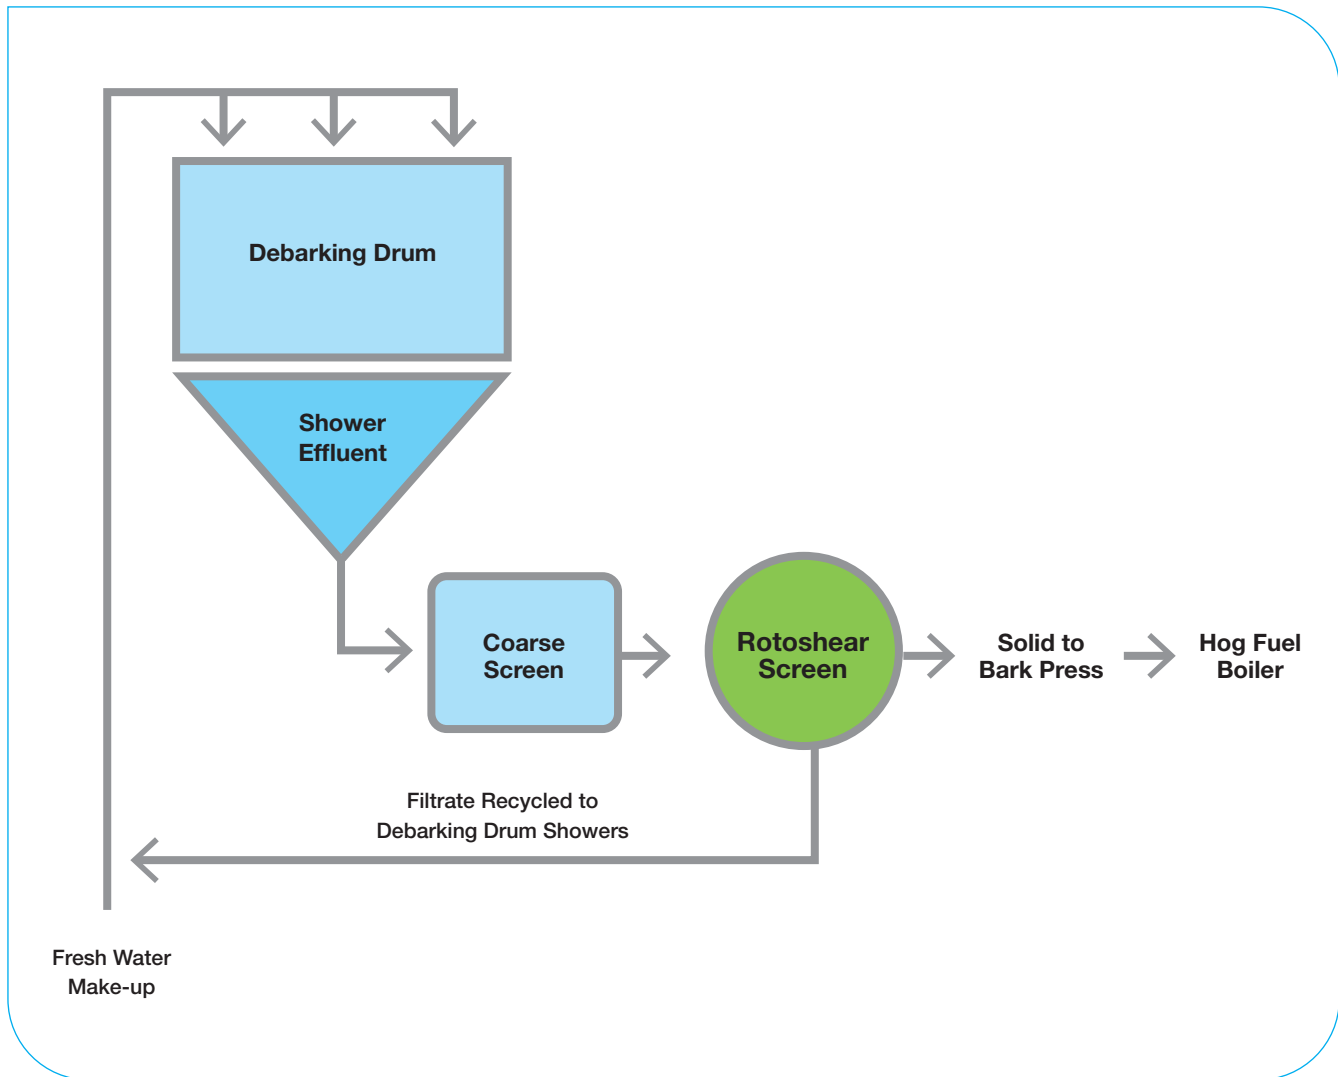 Debarking Drum
Shower
Effluent
Coarse
Screen
Rotoshear
Screen
Solid to
Bark Press
Hog Fuel
Boiler
Filtrate Recycled to
Debarking Drum Showers
Fresh Water
Make-up